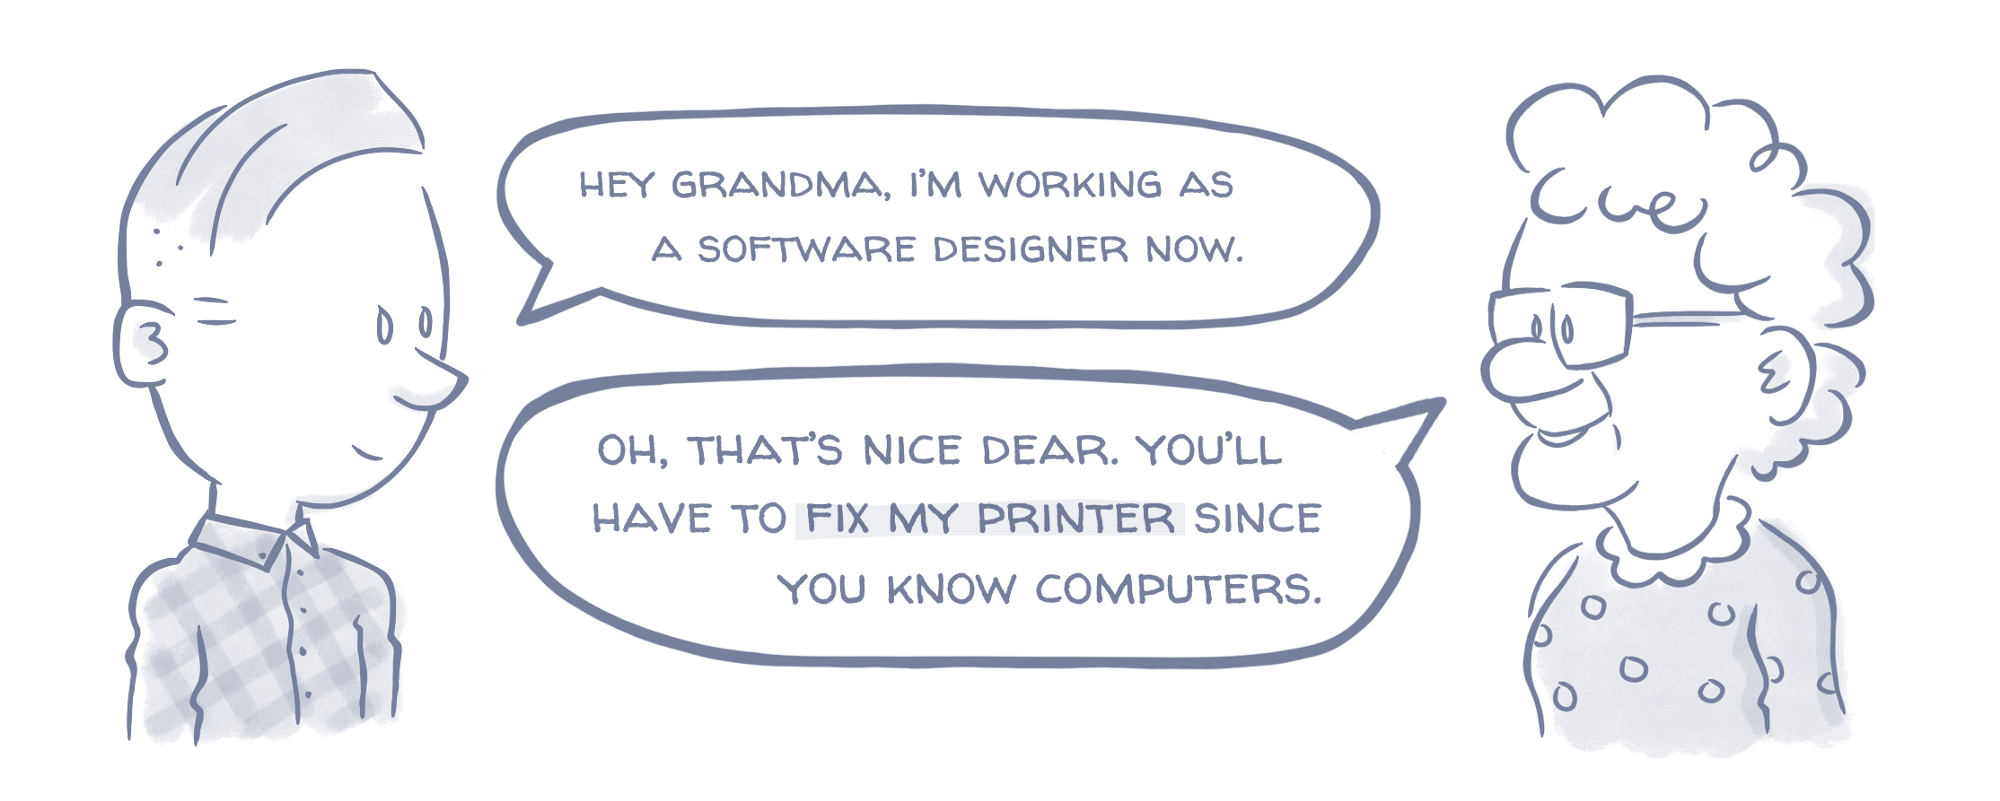 HEY GRANDMA, I'M WORKING AS
A SOFTWARE DESIGNER NOW.
OH, THAT'S NICE DEAR. YOU'LL
HAVE TO FIX MY PRINTER SINCE
YOU KNOW COMPUTERS.